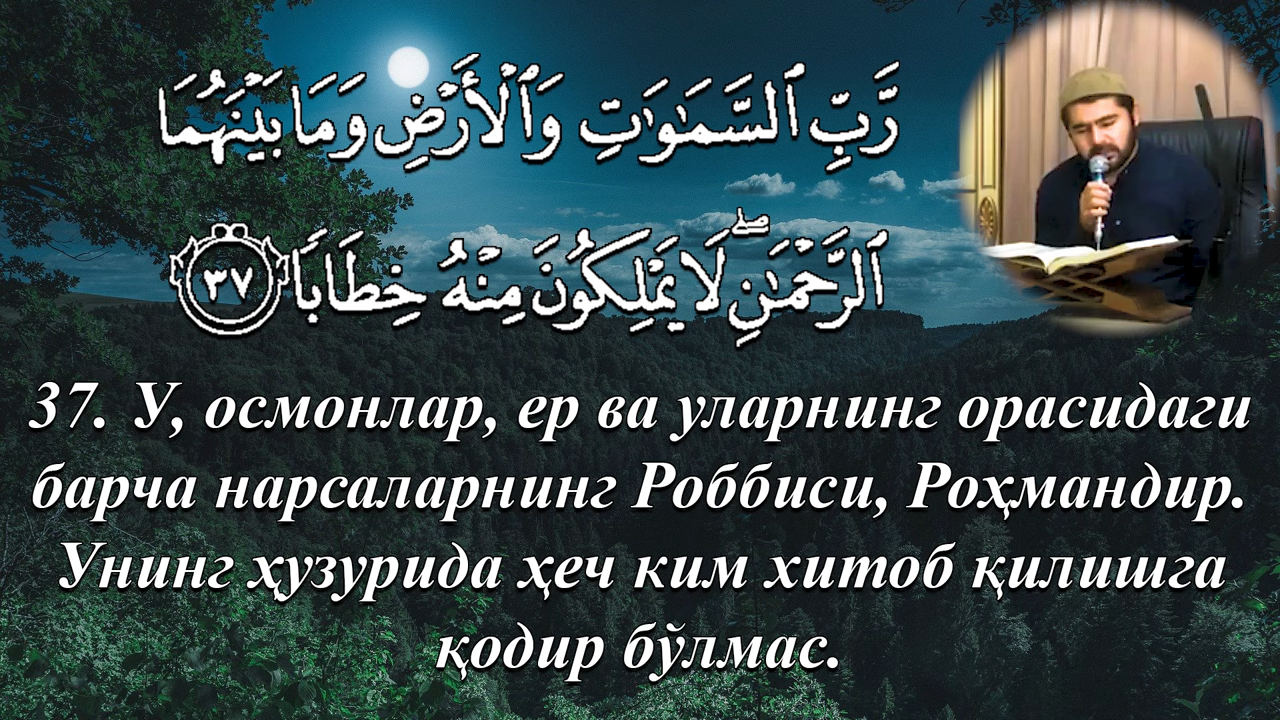 رَّبِّ ٱلسَّمَـٰوَٰتِ وَٱلْأَرْضِ وَمَا بَيْنَهُمَا
ٱلرَّحْمَـٰنِ ۖ لَا يَمْلِكُونَ مِنْهُ خِطَابًا ٣٧
37. У, осмонлар, ер ва уларнинг орасидаги
барча нарсаларнинг Роббиси, Роҳмандир.
Унинг ҳузурида ҳеч ким хитоб қилишга
қодир бўлмас.